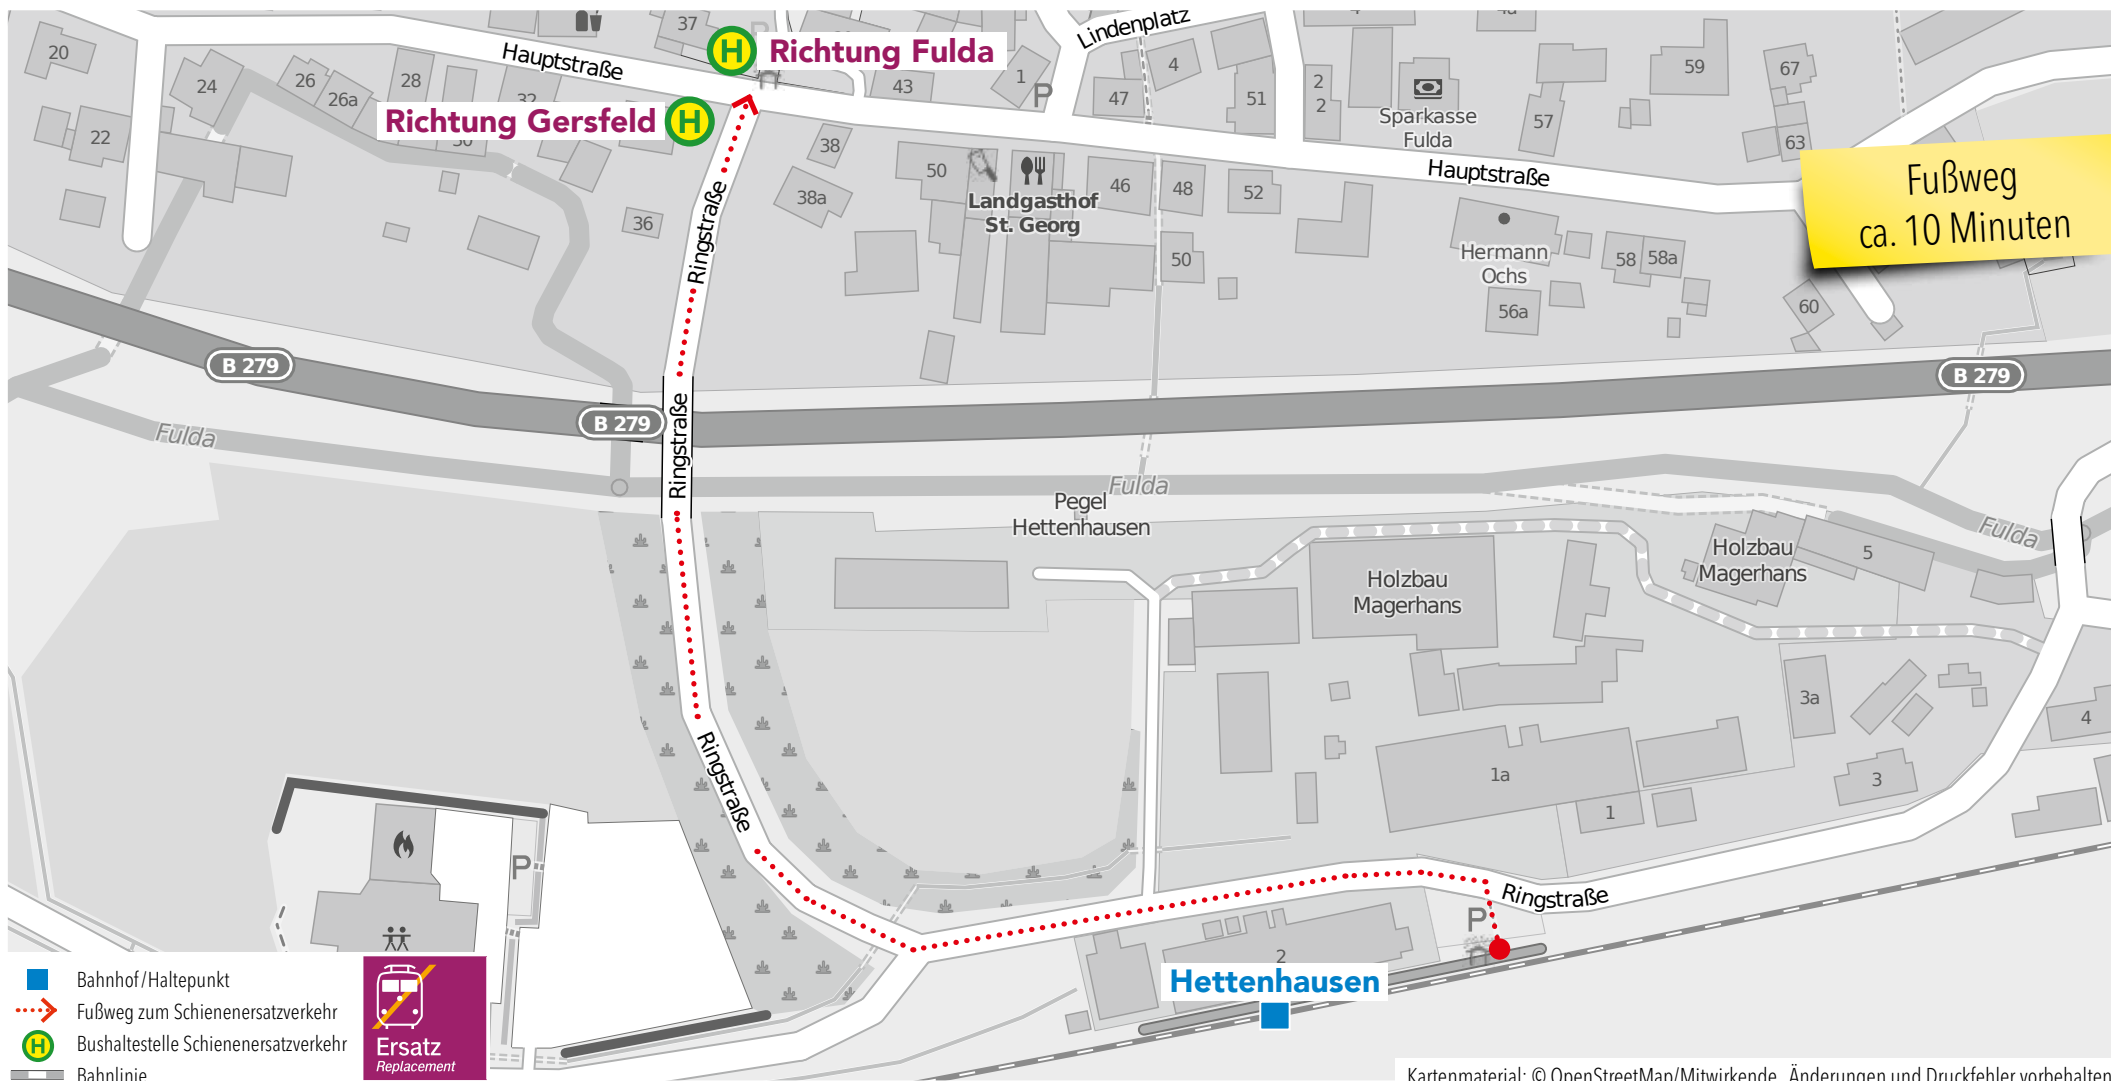 20
24
26
26a
28
32
30
22
36
37
Hauptstraße
H Richtung Fulda
Richtung Gersfeld H
Lindenplatz
P
43
1
P
47
4
51
2
2
Sparkasse
Fulda
57
59
67
63
4a
38
38a
50
Landgasthof
St. Georg
46
48
52
50
Hauptstraße
Hermann
Ochs
58
58a
56a
60
Fußweg
ca. 10 Minuten
Ringstraße
B 279
B 279
B 279
Ringstraße
Fulda
Fulda
Fulda
Pegel
Hettenhausen
Holzbau
Magerhans
Holzbau
Magerhans
5
3a
4
3
1a
1
Ringstraße
Ringstraße
P
P
2
Hettenhausen
Bahnhof/Haltepunkt
Fußweg zum Schienenersatzverkehr
H Bushaltestelle Schienenersatzverkehr
Bahnlinie
Ersatz
Replacement
Kartenmaterial: © OpenStreetMap/Mitwirkende Änderungen und Druckfehler vorbehalten